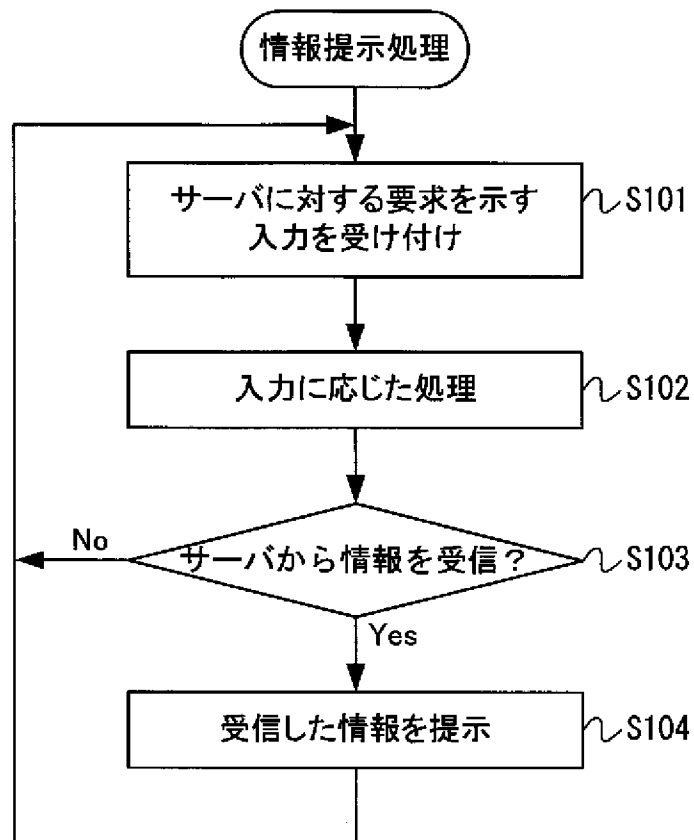 情報提示処理
サーバに対する要求を示す
入力を受け付け
S101
入力に応じた処理
S102
サーバから情報を受信？
S103
No
Yes
受信した情報を提示
S104